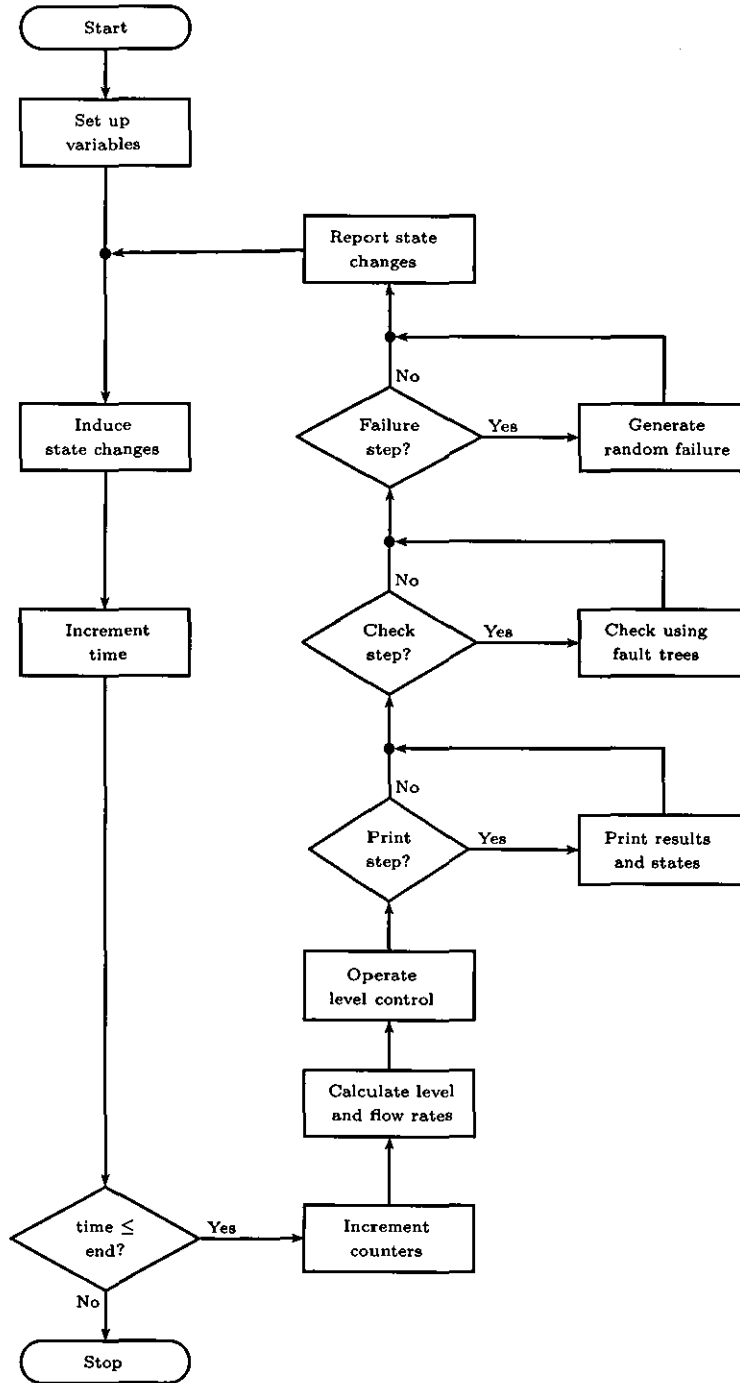 Start
Set up
variables
Report state
changes
No
Induce
state changes
Failure
step?
Yes
Generate
random failure
No
Increment
time
Check
step?
Yes
Check using
fault trees
No
Print
step?
Yes
Print results
and states
Operate
level control
Calculate level
and flow rates
time ≤
end?
Yes
Increment
counters
No
Stop